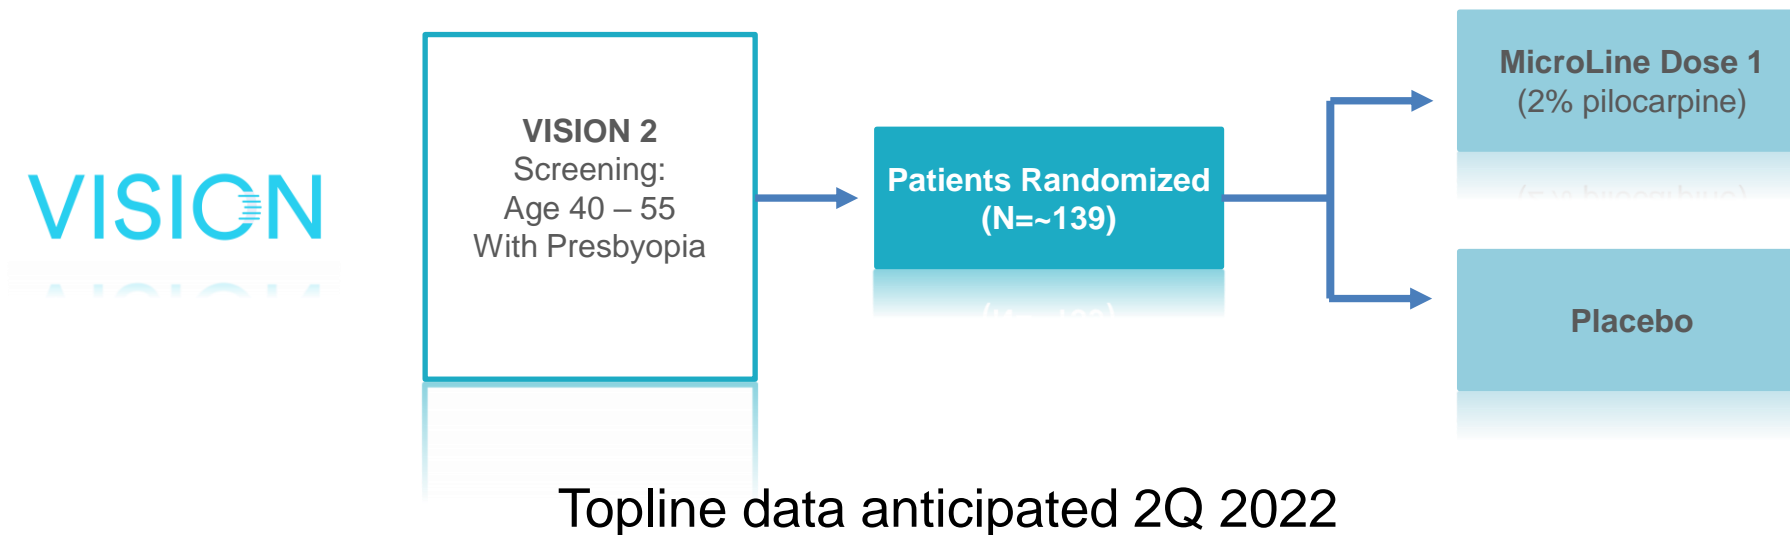 VISION
VISION 2
Screening:
Age 40 – 55
With Presbyopia
Patients Randomized
(N=~139)
MicroLine Dose 1
(2% pilocarpine)
Placebo
Topline data anticipated 2Q 2022